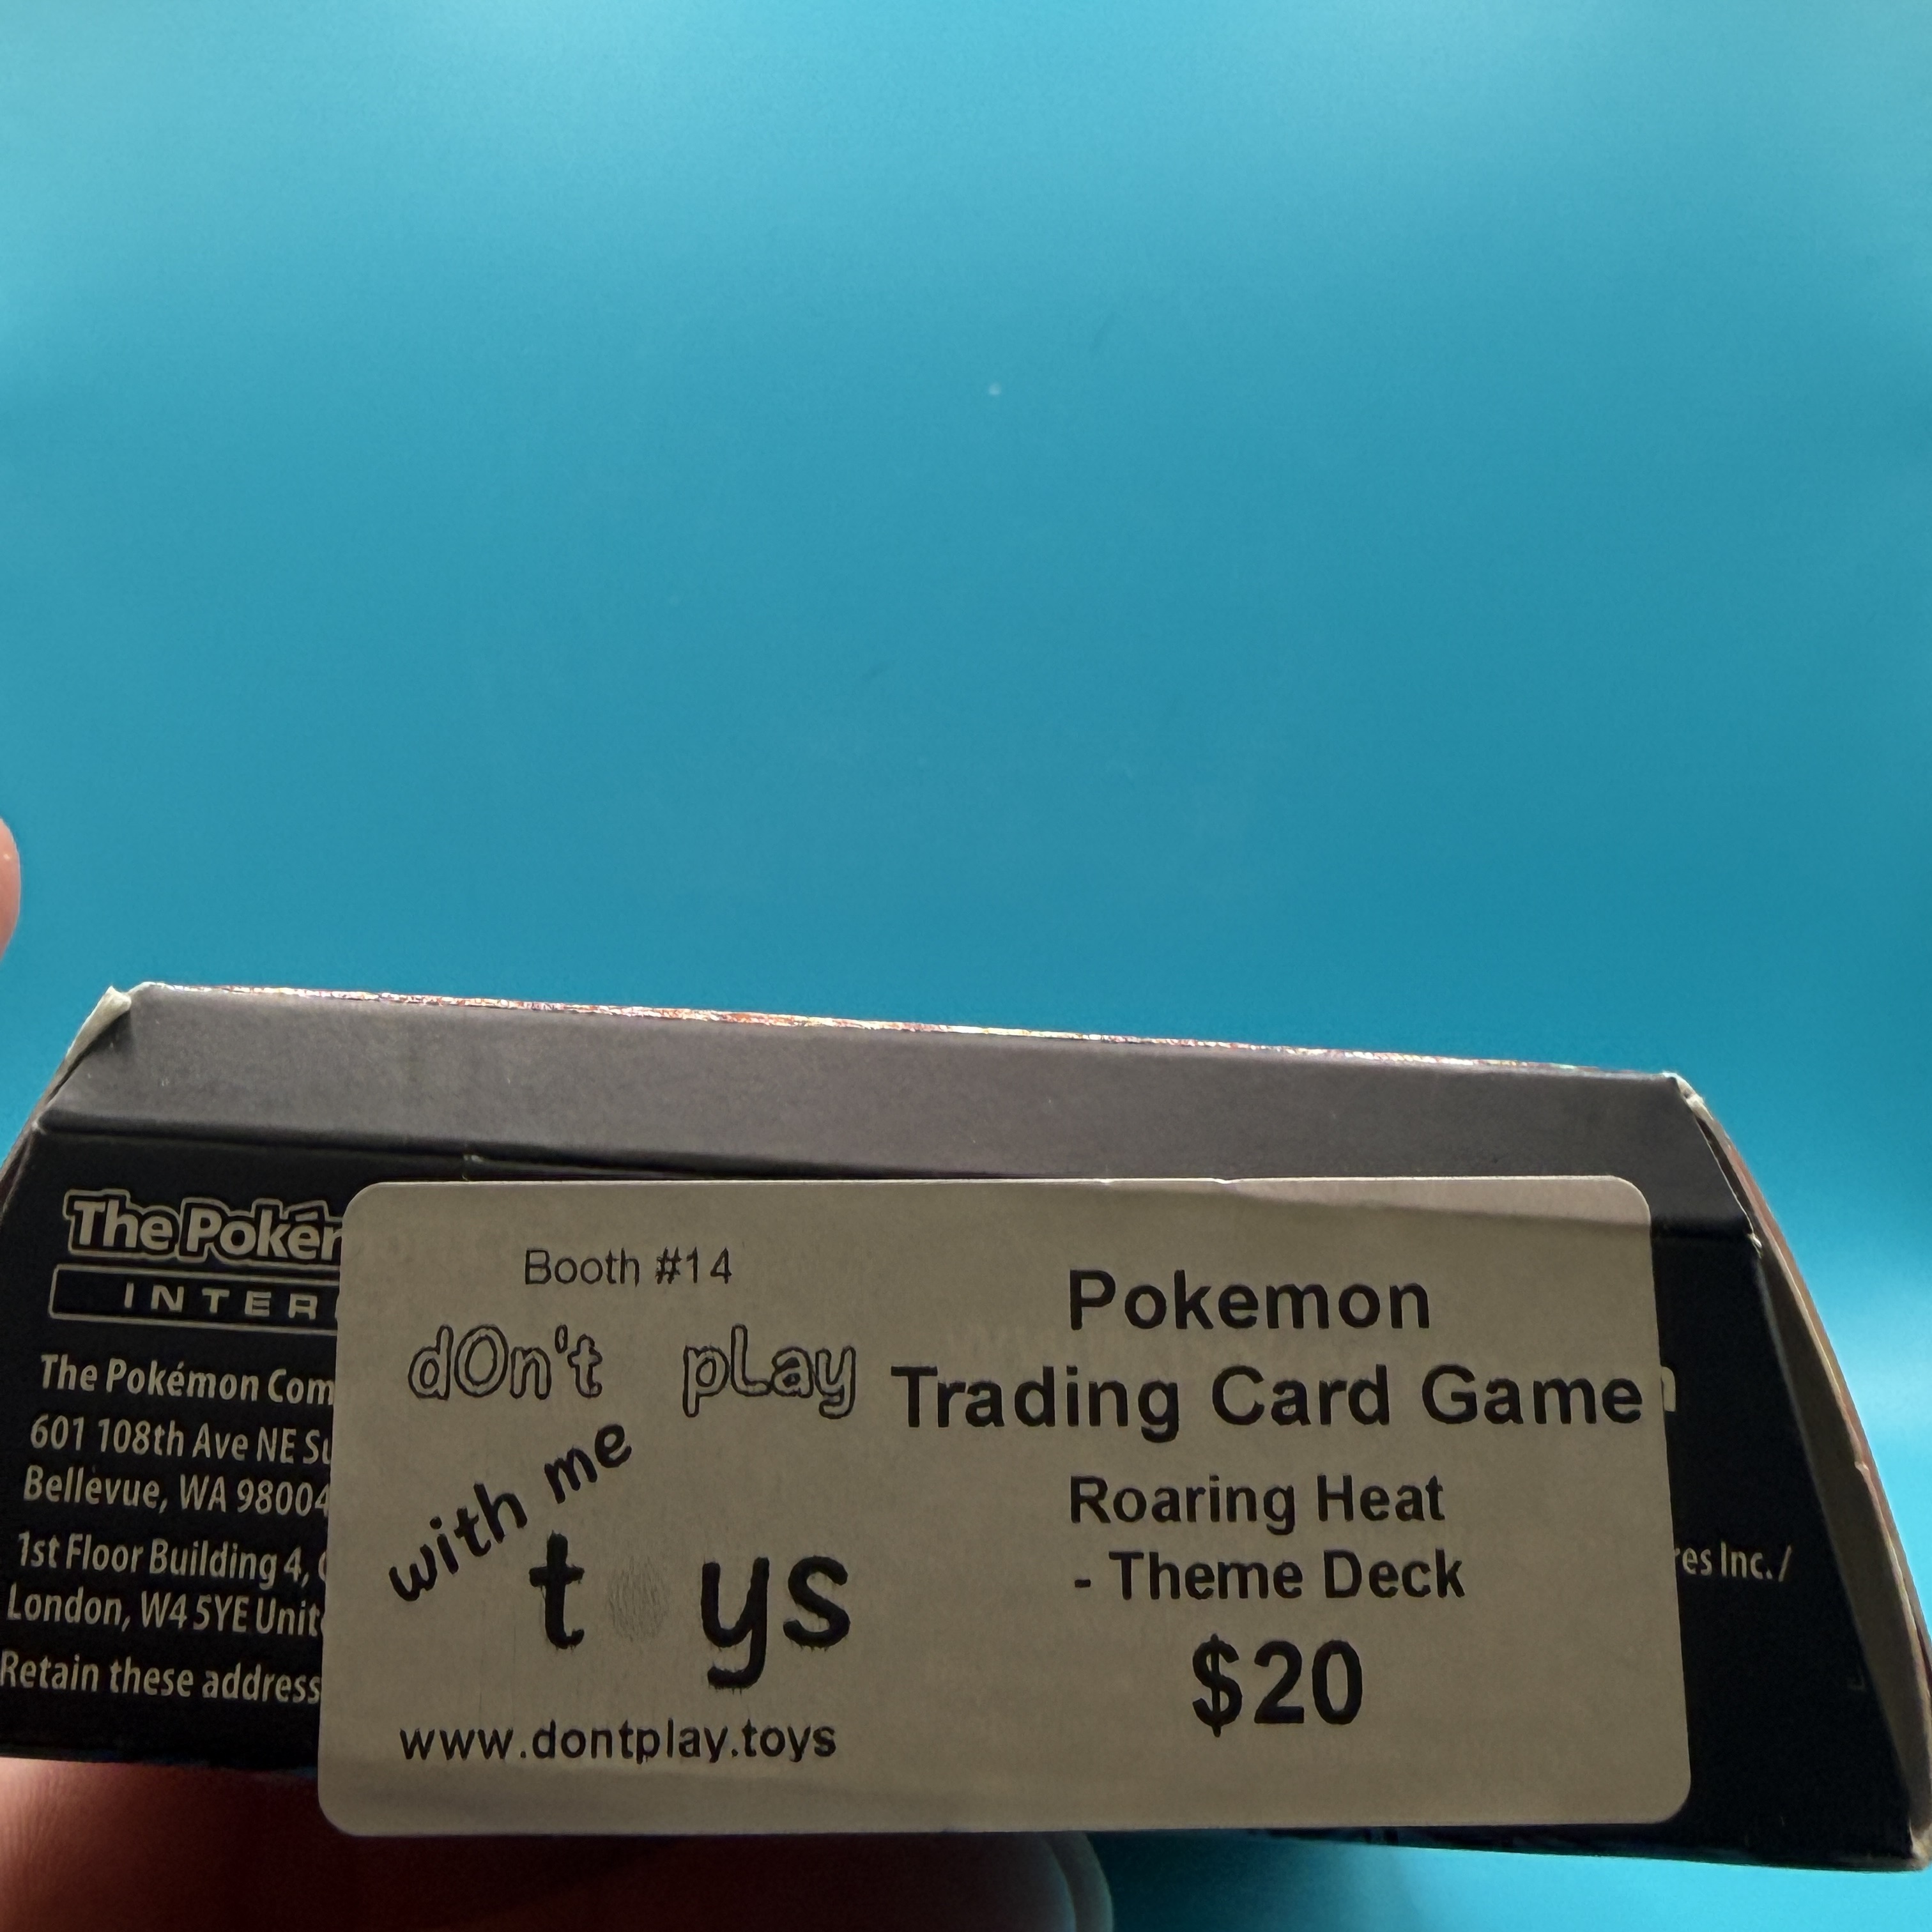 The Poké
INTER
The Pokémon Com
601 108th Ave NE Su
Bellevue, WA 98004
1st Floor Building 4,
London, W4 5YE Unit
Retain these address
Booth #14
dOn't pLay
with me
t ys
www.dontplay.toys
Pokemon
Trading Card Game
Roaring Heat
- Theme Deck
$20
es Inc./